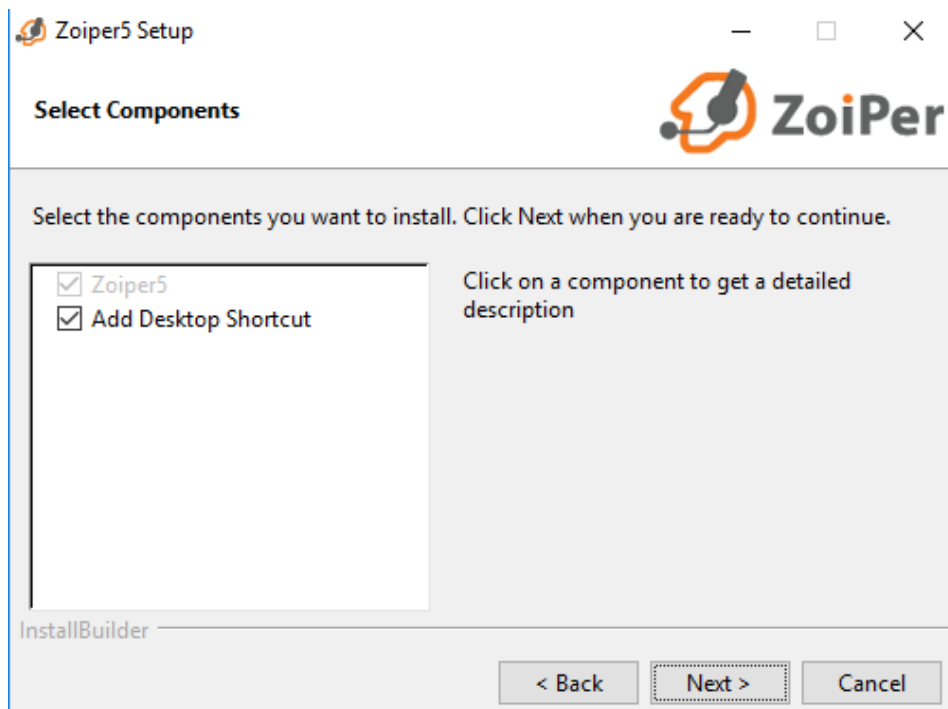 Zoiper5 Setup
Select Components
ZoiPer
Select the components you want to install. Click Next when you are ready to continue.
Zoiper5
Add Desktop Shortcut
Click on a component to get a detailed
description
InstallBuilder
< Back
Next >
Cancel